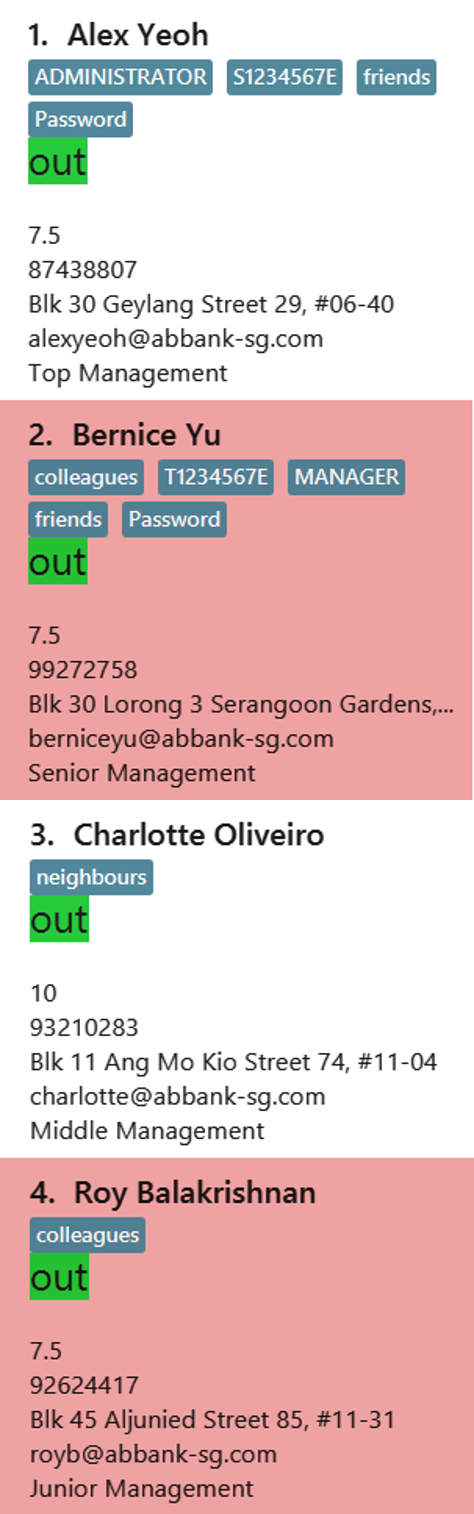 1. Alex Yeoh
ADMINISTRATOR S1234567E friends
Password
out
7.5
87438807
Blk 30 Geylang Street 29, #06-40
alexyeoh@abbank-sg.com
Top Management
2. Bernice Yu
colleagues T1234567E MANAGER
friends Password
out
7.5
99272758
Blk 30 Lorong 3 Serangoon Gardens,...
berniceyu@abbank-sg.com
Senior Management
3. Charlotte Oliveiro
neighbours
out
10
93210283
Blk 11 Ang Mo Kio Street 74, #11-04
charlotte@abbank-sg.com
Middle Management
4. Roy Balakrishnan
colleagues
out
7.5
92624417
Blk 45 Aljunied Street 85, #11-31
royb@abbank-sg.com
Junior Management